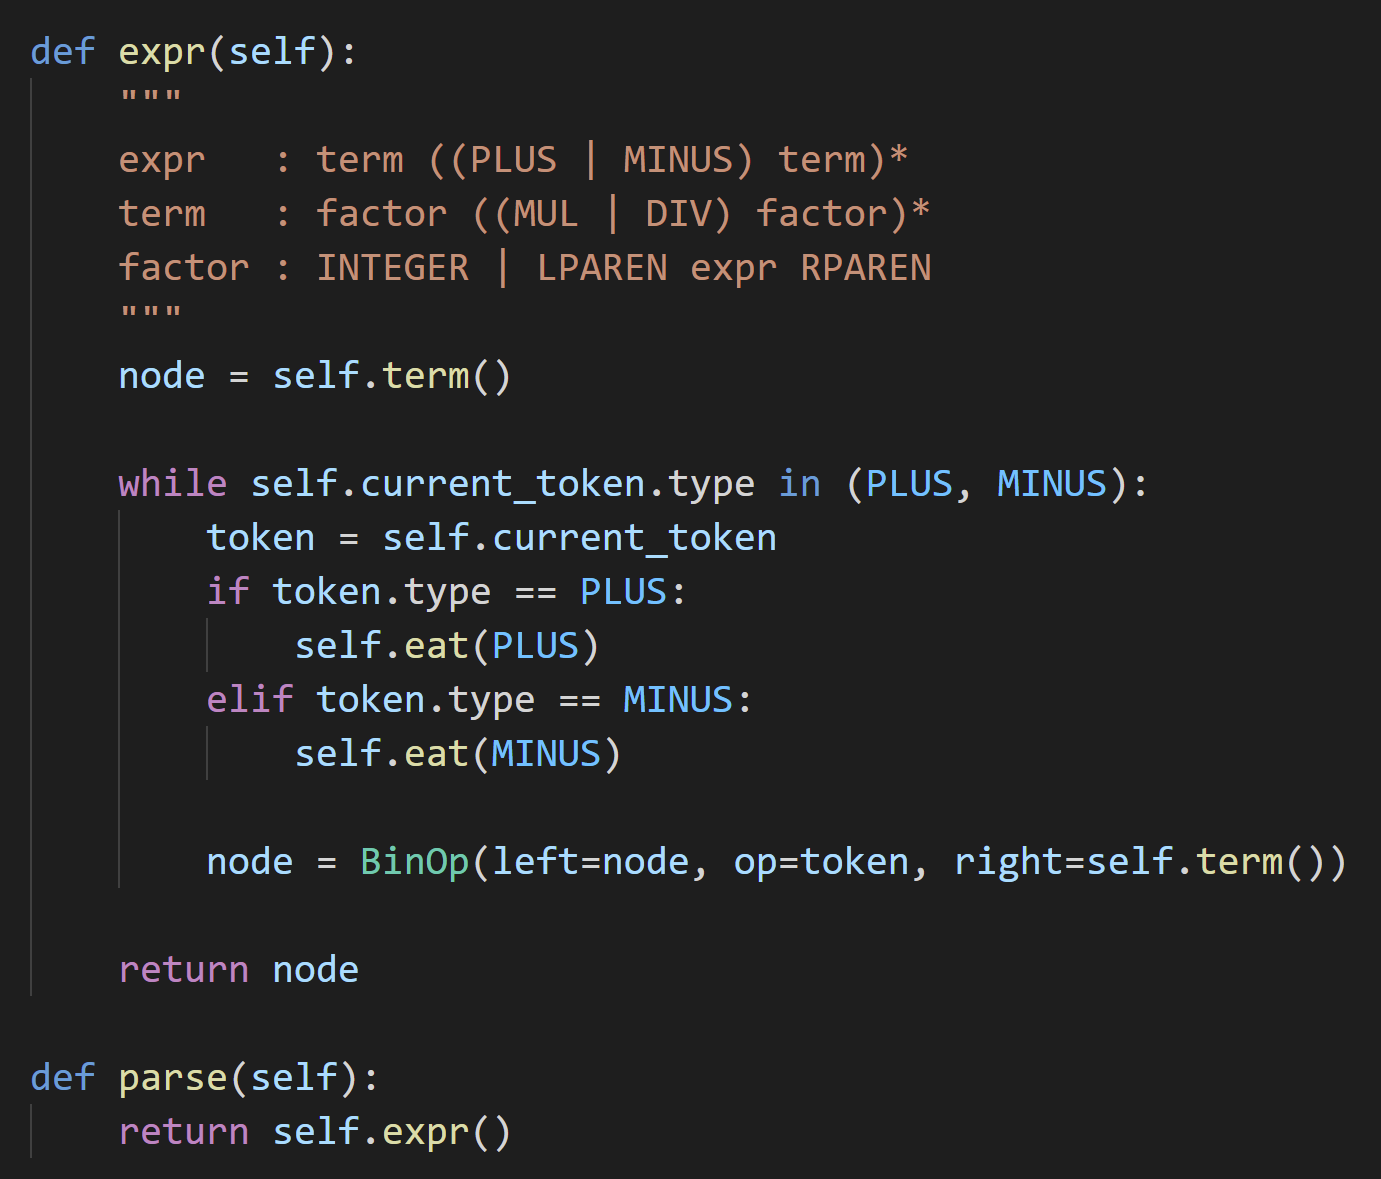 def expr(self):
    """
    expr   : term ((PLUS | MINUS) term)*
    term   : factor ((MUL | DIV) factor)*
    factor : INTEGER | LPAREN expr RPAREN
    """
    node = self.term()

    while self.current_token.type in (PLUS, MINUS):
        token = self.current_token
        if token.type == PLUS:
            self.eat(PLUS)
        elif token.type == MINUS:
            self.eat(MINUS)

        node = BinOp(left=node, op=token, right=self.term())

    return node

def parse(self):
    return self.expr()